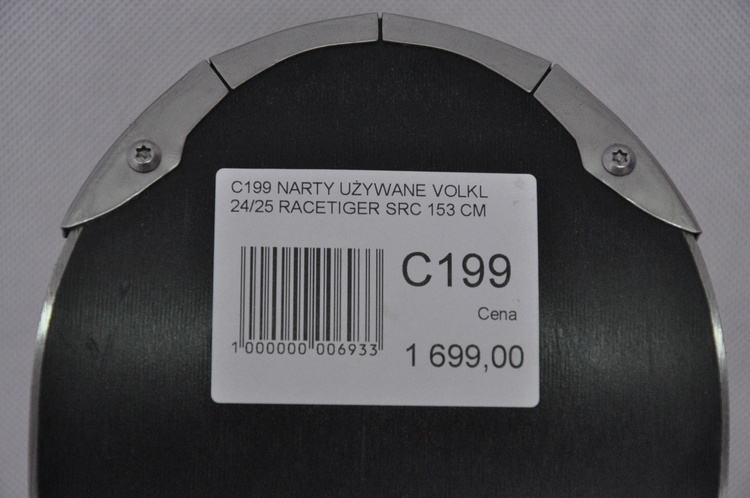 C199 NARTY UŻYWANE VOLKL
24/25 RACETIGER SRC 153 CM
C199
Cena
1 699,00
1 000000 006933